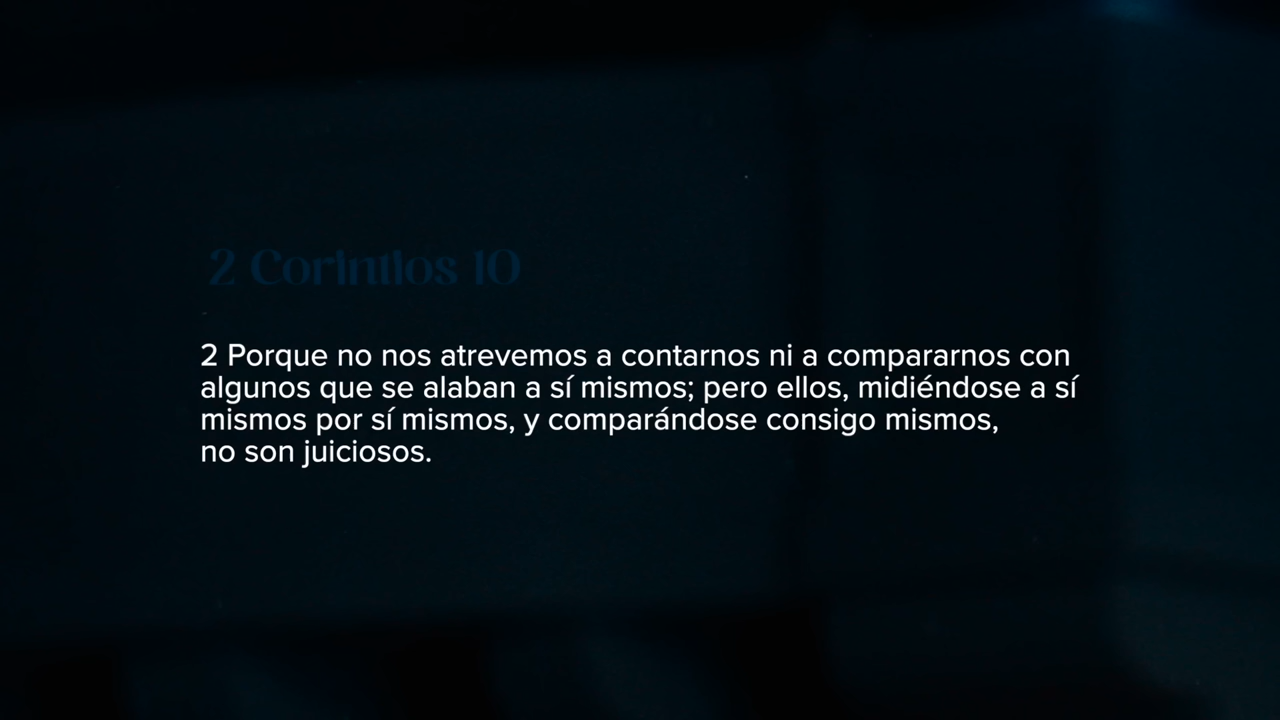 2 Corintios 10
2 Porque no nos atrevemos a contarnos ni a compararnos con
algunos que se alaban a sí mismos; pero ellos, midiéndose a sí
mismos por sí mismos, y comparándose consigo mismos,
no son juiciosos.